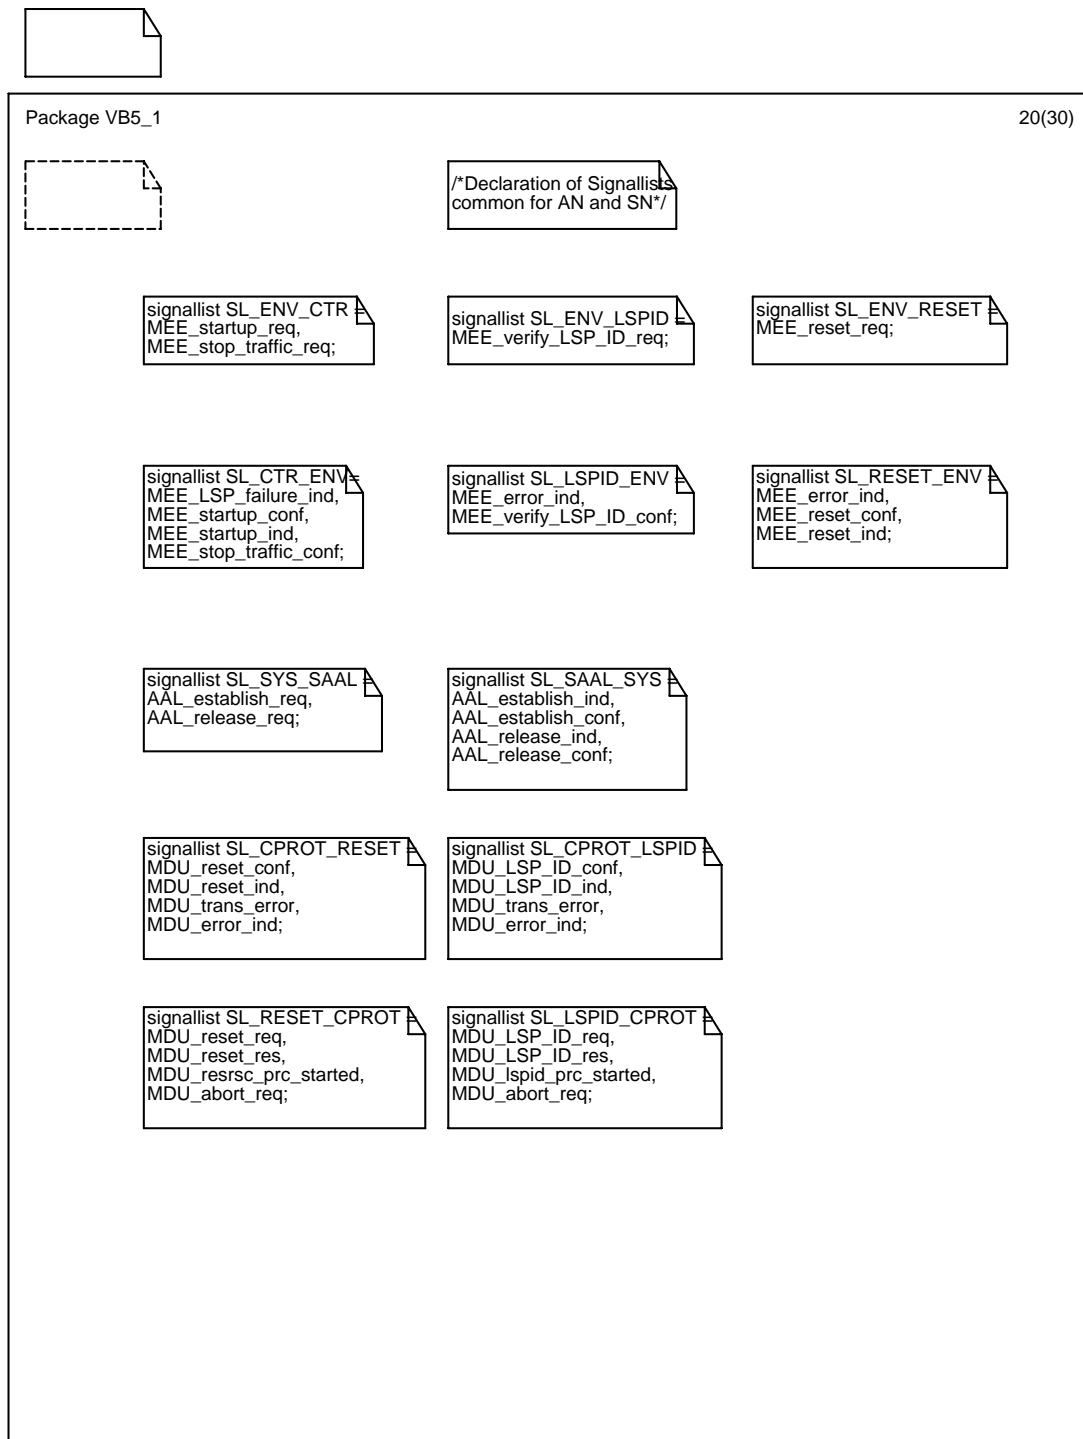 Package VB5_1
20(30)
/*Declaration of Signallists
common for AN and SN*/
signallist SL_ENV_CTR =
MEE_startup_req,
MEE_stop_traffic_req;
signallist SL_ENV_LSPID =
MEE_verify_LSP_ID_req;
signallist SL_ENV_RESET =
MEE_reset_req;
signallist SL_CTR_ENV=
MEE_LSP_failure_ind,
MEE_startup_conf,
MEE_startup_ind,
MEE_stop_traffic_conf;
signallist SL_LSPID_ENV =
MEE_error_ind,
MEE_verify_LSP_ID_conf;
signallist SL_RESET_ENV =
MEE_error_ind,
MEE_reset_conf,
MEE_reset_ind;
signallist SL_SYS_SAAL =
AAL_establish_req,
AAL_release_req;
signallist SL_SAAL_SYS =
AAL_establish_ind,
AAL_establish_conf,
AAL_release_ind,
AAL_release_conf;
signallist SL_CPROT_RESET =
MDU_reset_conf,
MDU_reset_ind,
MDU_trans_error,
MDU_error_ind;
signallist SL_CPROT_LSPID =
MDU_LSP_ID_conf,
MDU_LSP_ID_ind,
MDU_trans_error,
MDU_error_ind;
signallist SL_RESET_CPROT =
MDU_reset_req,
MDU_reset_res,
MDU_resrsc_prc_started,
MDU_abort_req;
signallist SL_LSPID_CPROT =
MDU_LSP_ID_req,
MDU_LSP_ID_res,
MDU_lspid_prc_started,
MDU_abort_req;